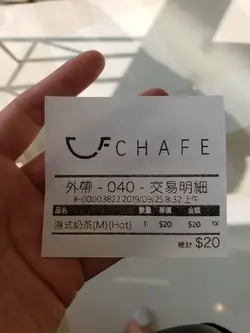 CHAFE
外帶 - 040 - 交易明細
#-00003822 2019/09/25 8:32 上午
品名 數量 單價 金額
港式奶茶(M)(Hot) 1 $20 $20 TX
總計 $20